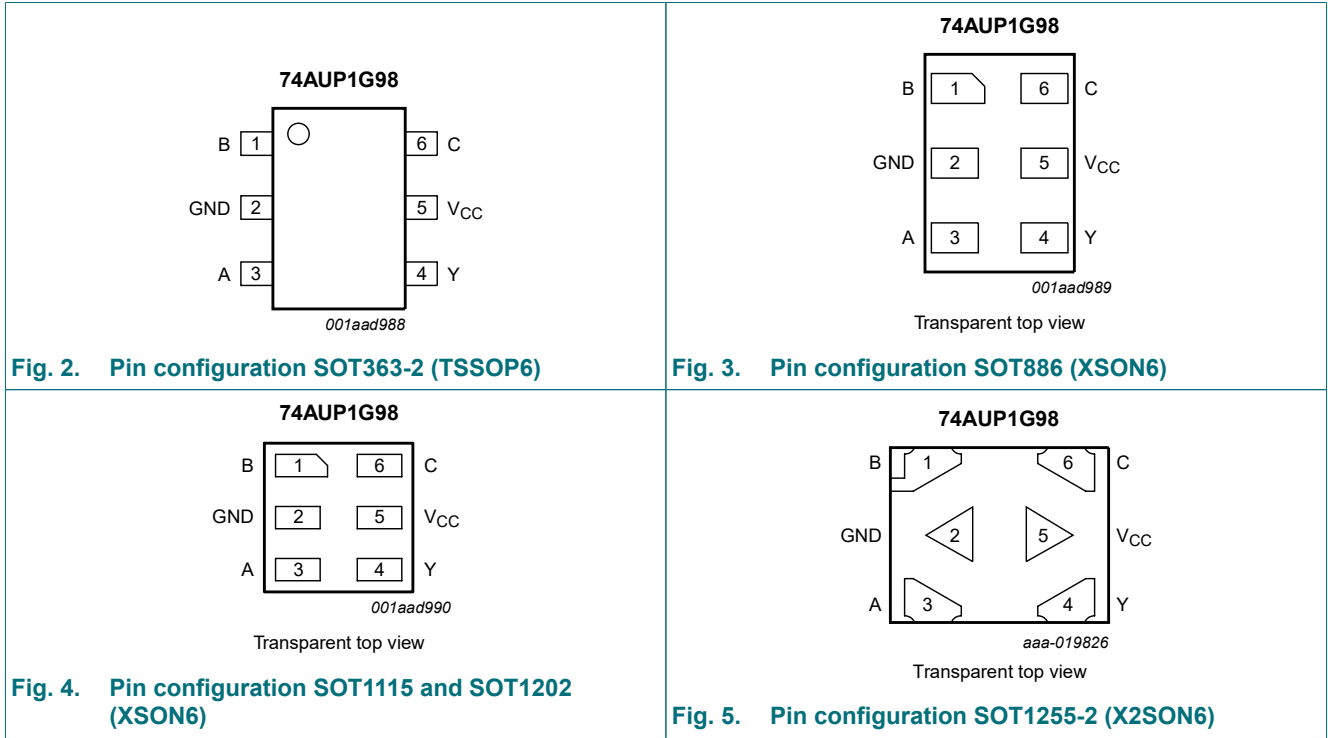 74AUP1G98
B 1 6 C
GND 2 5 VCC
A 3 4 Y
001aad988
Fig. 2. Pin configuration SOT363-2 (TSSOP6)
74AUP1G98
B 1 6 C
GND 2 5 VCC
A 3 4 Y
001aad989
Transparent top view
Fig. 3. Pin configuration SOT886 (XSON6)
74AUP1G98
B 1 6 C
GND 2 5 VCC
A 3 4 Y
001aad990
Transparent top view
Fig. 4. Pin configuration SOT1115 and SOT1202
(XSON6)
74AUP1G98
B 1 6 C
GND 2 5 VCC
A 3 4 Y
aaa-019826
Transparent top view
Fig. 5. Pin configuration SOT1255-2 (X2SON6)